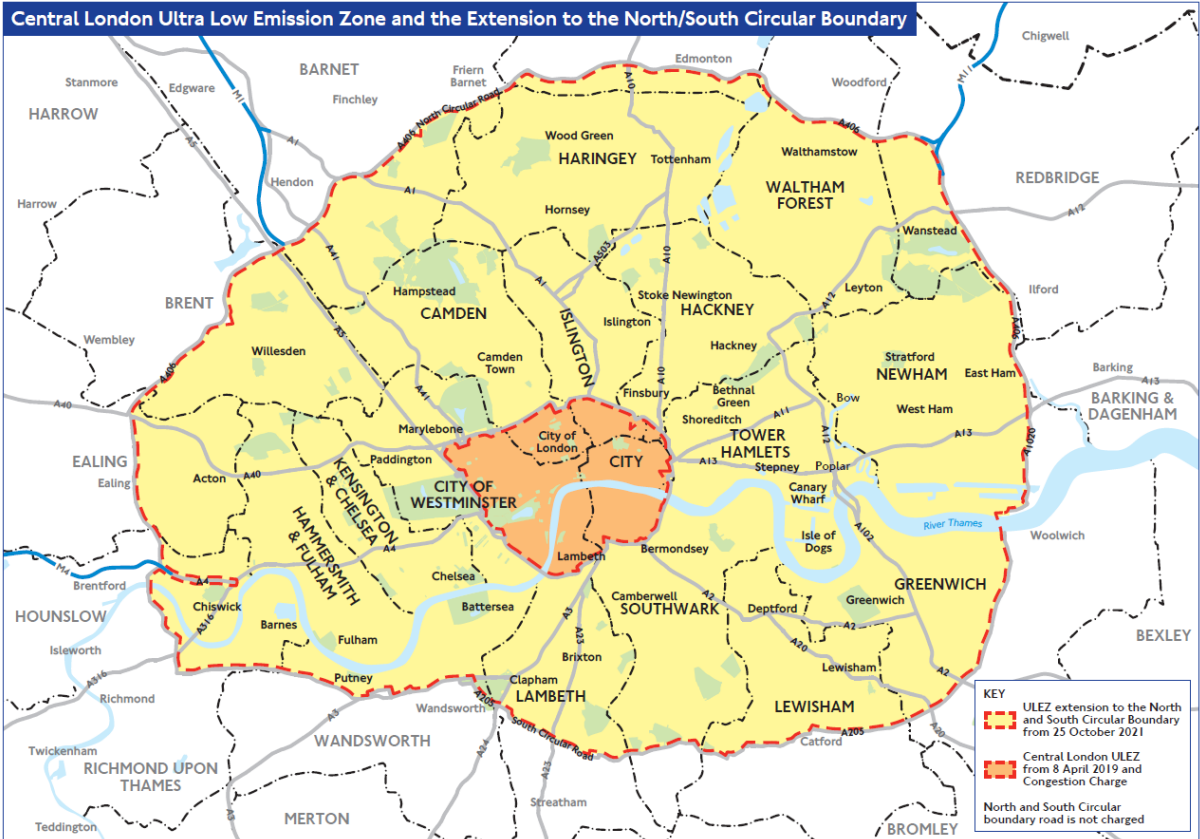 Central London Ultra Low Emission Zone and the Extension to the North/South Circular Boundary
Chigwell
Edmonton
BARNET
Friern
Barnet
Woodford
M11
Stanmore
Edgware
A10
Finchley
M1
HARROW
A406 North Circular Road
A406
A5
A1
Wood Green
HARINGEY
Tottenham
Walthamstow
Hendon
A1
WALTHAM
FOREST
REDBRIDGE
Harrow
Hornsey
A12
Wanstead
A41
A503
A10
A1
Leyton
Ilford
Hampstead
Stoke Newington
HACKNEY
A12
BRENT
CAMDEN
ISLINGTON
Islington
A406
A5
Wembley
Willesden
Hackney
Camden
Town
Stratford
NEWHAM
East Ham
Barking
A13
A406
A10
A41
Finsbury
Bethnal
Green
Bow
BARKING &
DAGENHAM
A40
Shoreditch
A11
West Ham
Marylebone
City of
London
TOWER
HAMLETS
A12
A13
A1020
EALING
Ealing
Paddington
CITY
A13
Stepney
Poplar
Acton
A40
KENSINGTON
& CHELSEA
CITY OF
WESTMINSTER
Canary
Wharf
River Thames
HAMMERSMITH
& FULHAM
Isle of
Dogs
A102
Woolwich
A4
Lambeth
Bermondsey
M4
A4
Brentford
Chelsea
GREENWICH
HOUNSLOW
Chiswick
Battersea
Camberwell
SOUTHWARK
A2
Deptford
Greenwich
A316
Barnes
A3
A23
A2
BEXLEY
Isleworth
Fulham
Brixton
A20
Lewisham
A2
A316
Putney
Clapham
LAMBETH
Richmond
A205
Wandsworth
LEWISHAM
A3
South Circular Road
A205
Catford
A20
Twickenham
WANDSWORTH
A24
A23
RICHMOND UPON
THAMES
A3
Streatham
MERTON
BROMLEY
Teddington
KEY
ULEZ extension to the North
and South Circular Boundary
from 25 October 2021
Central London ULEZ
from 8 April 2019 and
Congestion Charge
North and South Circular
boundary road is not charged